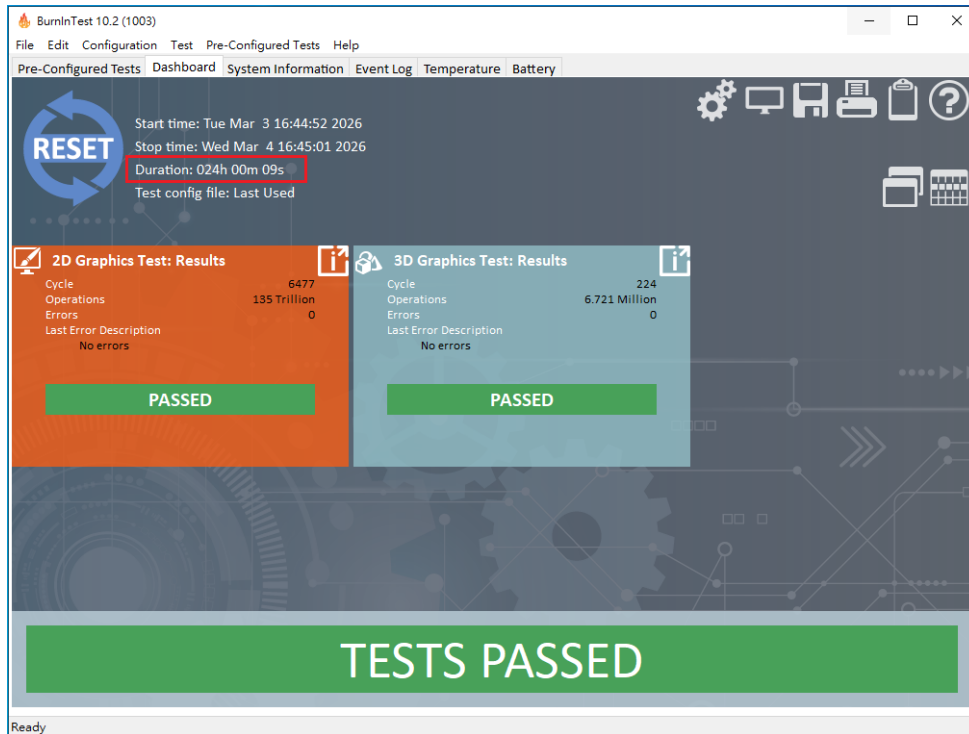 BurnInTest 10.2 (1003)
File Edit Configuration Test Pre-Configured Tests Help
Pre-Configured Tests Dashboard System Information Event Log Temperature Battery
RESET
Start time: Tue Mar 3 16:44:52 2026
Stop time: Wed Mar 4 16:45:01 2026
Duration: 024h 00m 09s
Test config file: Last Used
2D Graphics Test: Results
Cycle 6477
Operations 135 Trillion
Errors 0
Last Error Description
No errors
PASSED
3D Graphics Test: Results
Cycle 224
Operations 6.721 Million
Errors 0
Last Error Description
No errors
PASSED
TESTS PASSED
Ready